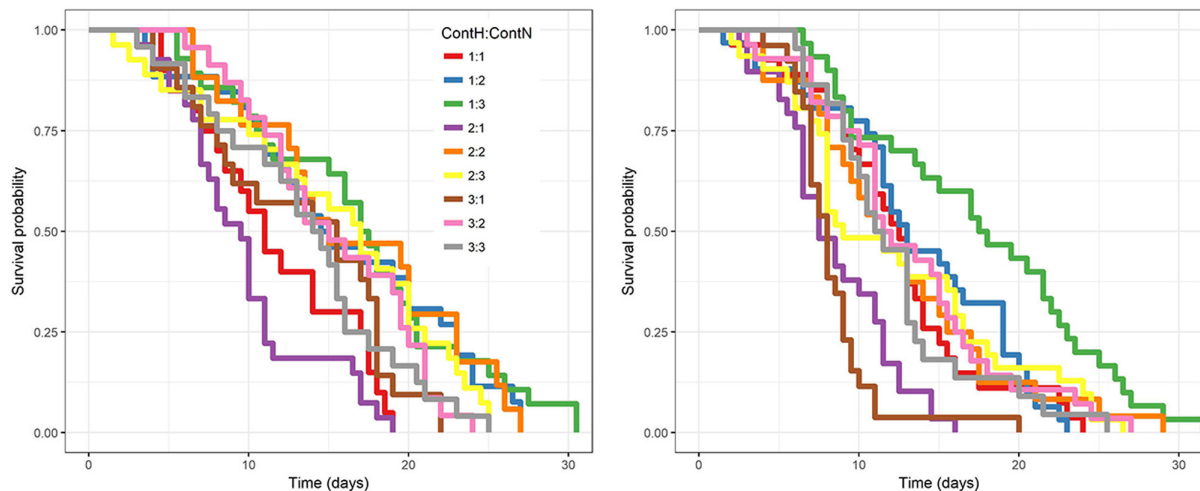 ContH:ContN
1:1
1:2
1:3
2:1
2:2
2:3
3:1
3:2
3:3
Survival probability
1.00
0.75
0.50
0.25
0.00
0 10 20 30
Time (days)
Survival probability
1.00
0.75
0.50
0.25
0.00
0 10 20 30
Time (days)